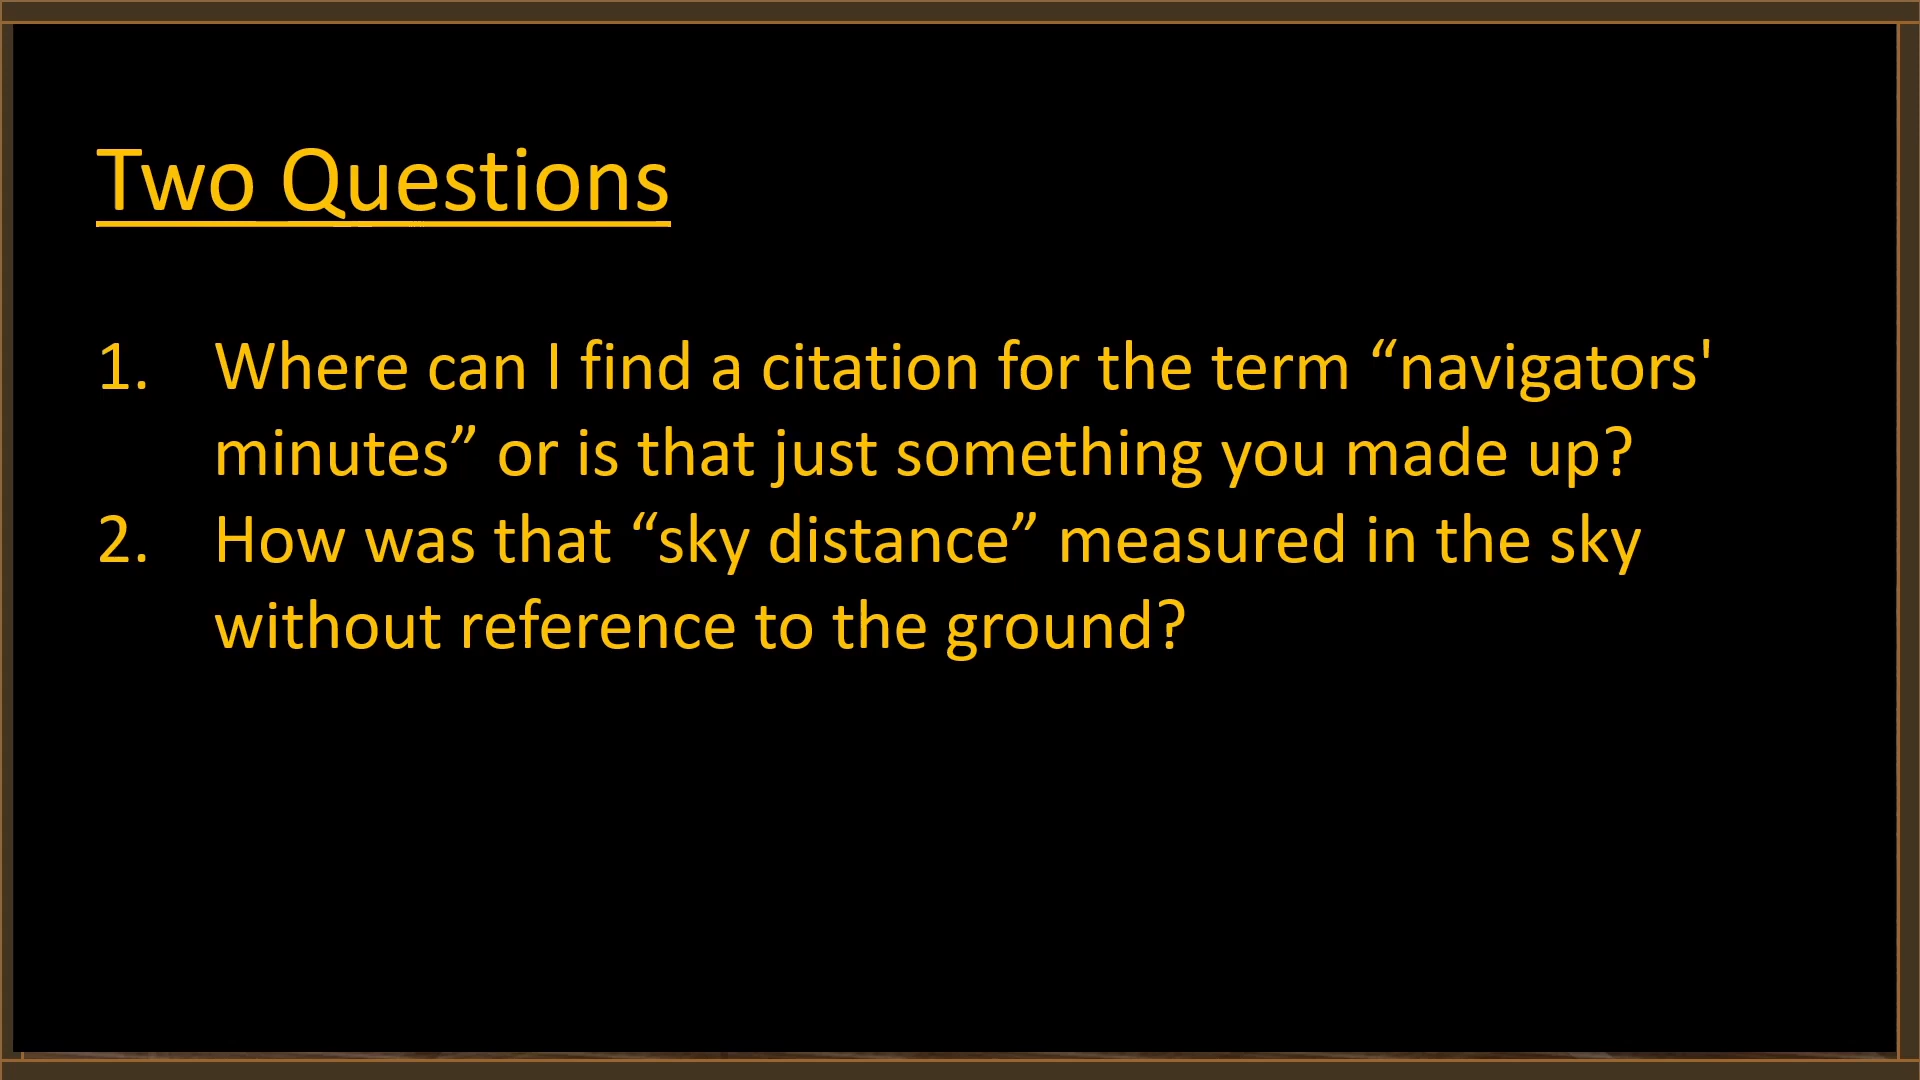 Two Questions
1. Where can I find a citation for the term “navigators'
minutes” or is that just something you made up?
2. How was that “sky distance” measured in the sky
without reference to the ground?